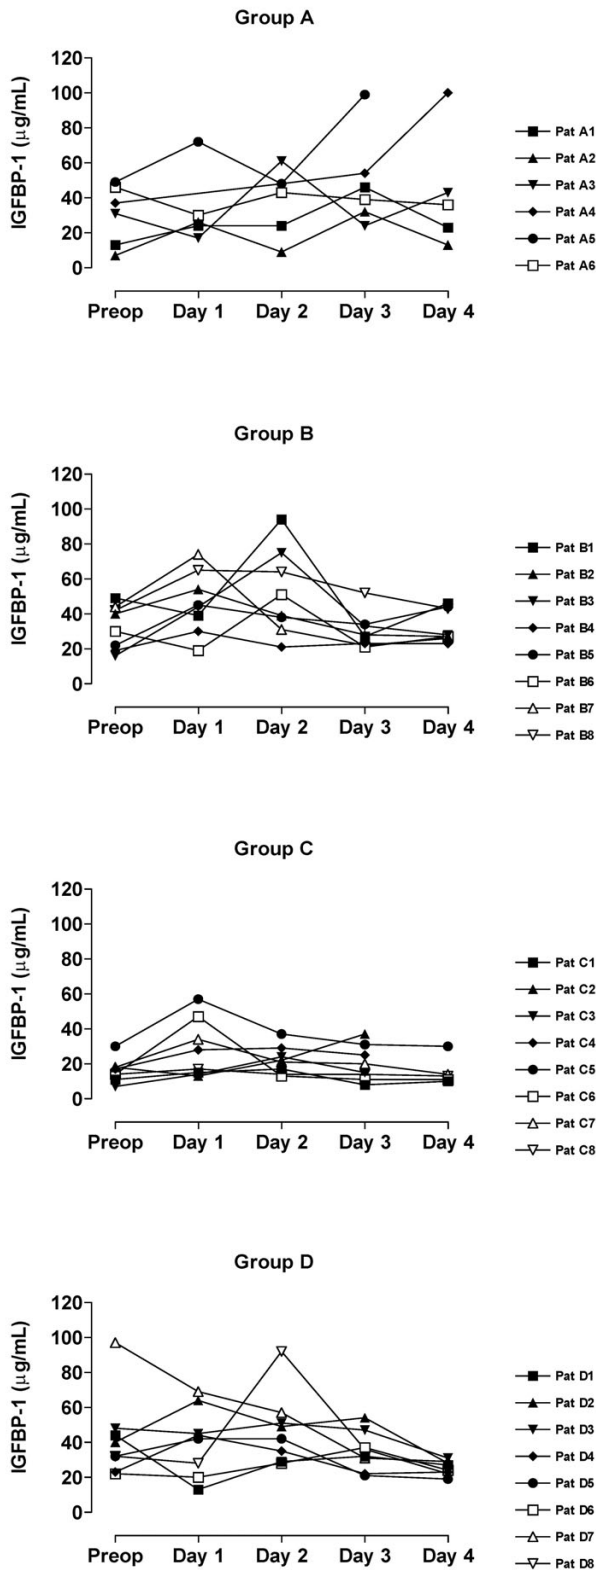 Group A
IGFBP-1 (µg/mL)
120
100
80
60
40
20
0
Preop Day 1 Day 2 Day 3 Day 4
Pat A1
Pat A2
Pat A3
Pat A4
Pat A5
Pat A6
Group B
IGFBP-1 (µg/mL)
120
100
80
60
40
20
0
Preop Day 1 Day 2 Day 3 Day 4
Pat B1
Pat B2
Pat B3
Pat B4
Pat B5
Pat B6
Pat B7
Pat B8
Group C
IGFBP-1 (µg/mL)
120
100
80
60
40
20
0
Preop Day 1 Day 2 Day 3 Day 4
Pat C1
Pat C2
Pat C3
Pat C4
Pat C5
Pat C6
Pat C7
Pat C8
Group D
IGFBP-1 (µg/mL)
120
100
80
60
40
20
0
Preop Day 1 Day 2 Day 3 Day 4
Pat D1
Pat D2
Pat D3
Pat D4
Pat D5
Pat D6
Pat D7
Pat D8